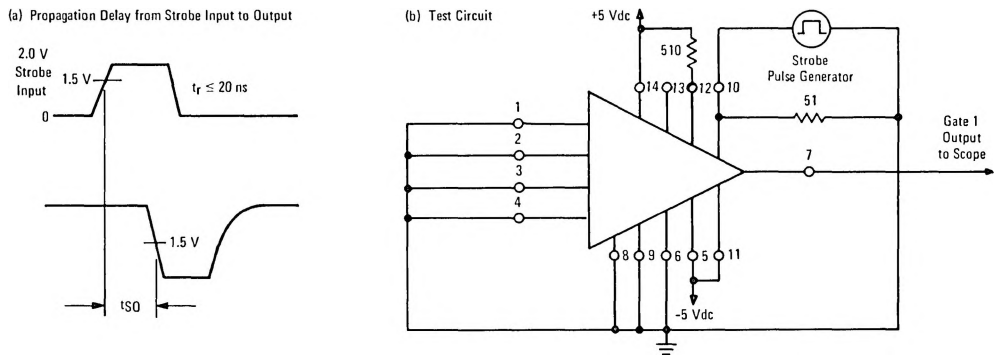 (a) Propagation Delay from Strobe Input to Output
2.0 V
Strobe
Input
1.5 V
0
tr ≤ 20 ns
1.5 V
tSO
(b) Test Circuit
+5 Vdc
510
Strobe
Pulse Generator
14 13 12 10
51
1
2
3
4
7
Gate 1
Output
to Scope
8 9 6 5 11
-5 Vdc